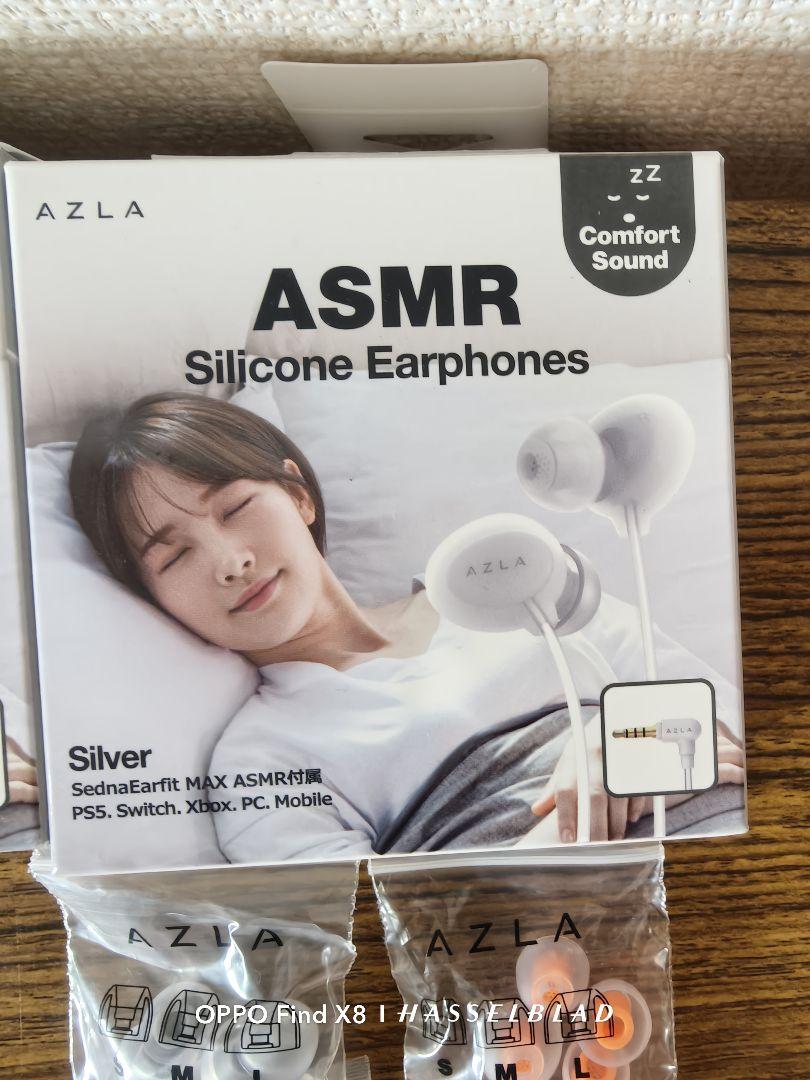 AZLA
zZ
Comfort
Sound
ASMR
Silicone Earphones
AZLA
AZLA
Silver
SednaEarfit MAX ASMR付属
PS5. Switch. Xbox. PC. Mobile
AZLA
AZLA
OPPO Find X8 | HASSELBLAD
S M L
S M L